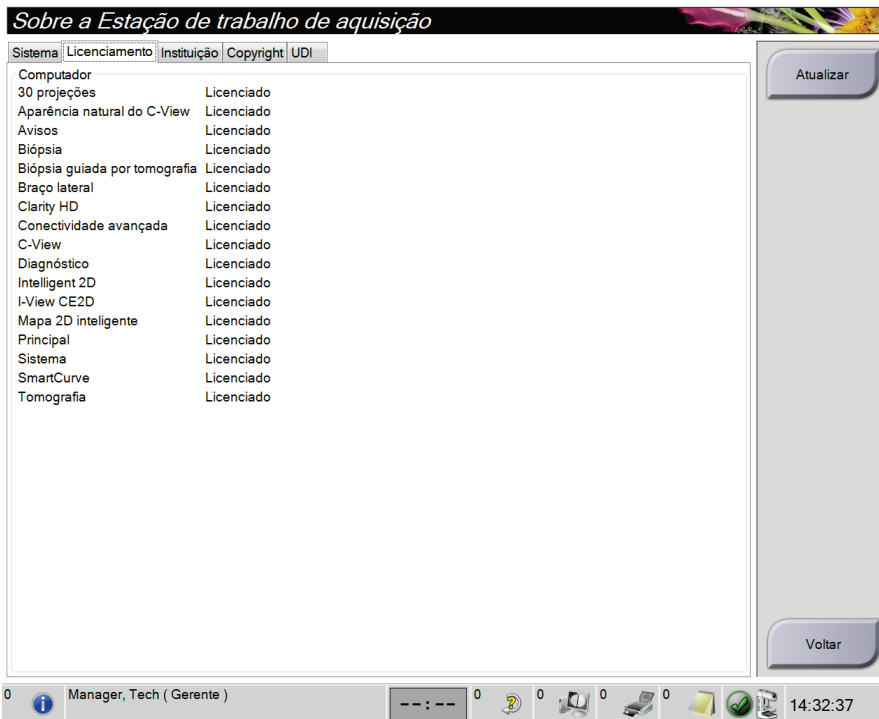 Sobre a Estação de trabalho de aquisição
Sistema Licenciamento Instituição Copyright UDI
Atualizar
Computador
30 projeções Licenciado
Aparência natural do C-View Licenciado
Avisos Licenciado
Biópsia Licenciado
Biópsia guiada por tomografia Licenciado
Braço lateral Licenciado
Clarity HD Licenciado
Conectividade avançada Licenciado
C-View Licenciado
Diagnóstico Licenciado
Intelligent 2D Licenciado
I-View CE2D Licenciado
Mapa 2D inteligente Licenciado
Principal Licenciado
Sistema Licenciado
SmartCurve Licenciado
Tomografia Licenciado
Voltar
0 Manager, Tech ( Gerente ) --:-- 0 0 0 0 14:32:37